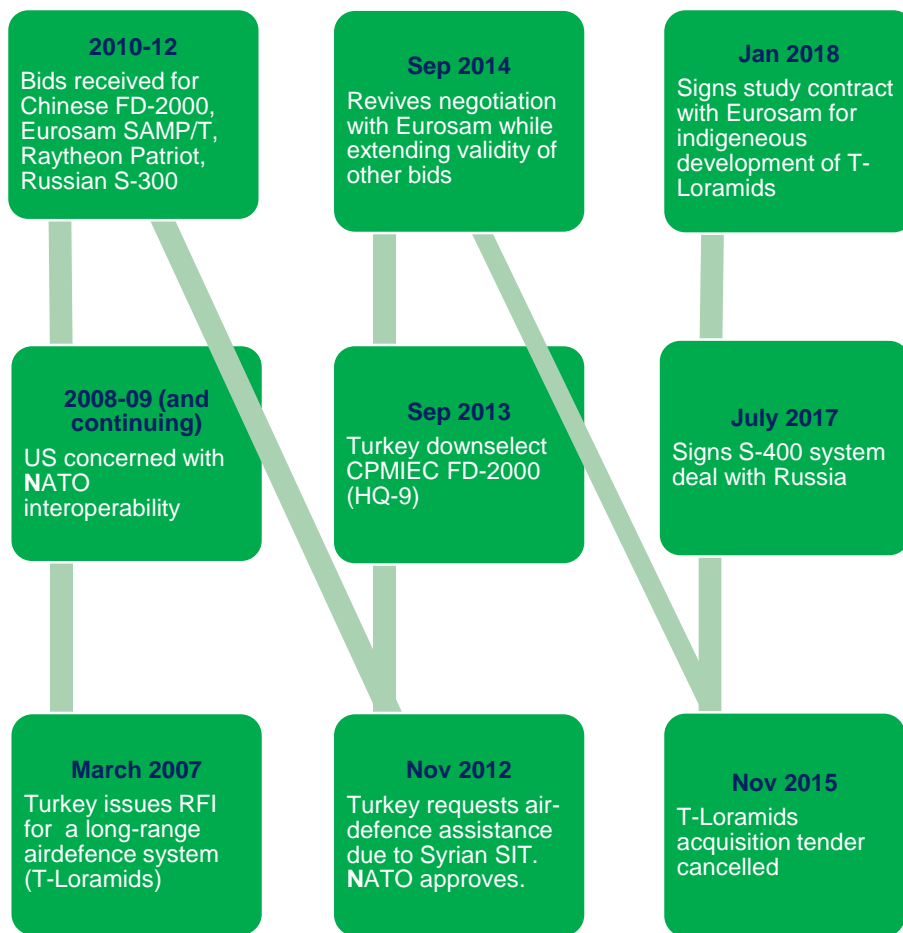 2010-12
Bids received for
Chinese FD-2000,
Eurosam SAMP/T,
Raytheon Patriot,
Russian S-300
Sep 2014
Revives negotiation
with Eurosam while
extending validity of
other bids
Jan 2018
Signs study contract
with Eurosam for
indigeneous
development of T-
Loramids
2008-09 (and
continuing)
US concerned with
NATO
interoperability
Sep 2013
Turkey downselect
CPMIEC FD-2000
(HQ-9)
July 2017
Signs S-400 system
deal with Russia
March 2007
Turkey issues RFI
for a long-range
airdefence system
(T-Loramids)
Nov 2012
Turkey requests air-
defence assistance
due to Syrian SIT.
NATO approves.
Nov 2015
T-Loramids
acquisition tender
cancelled